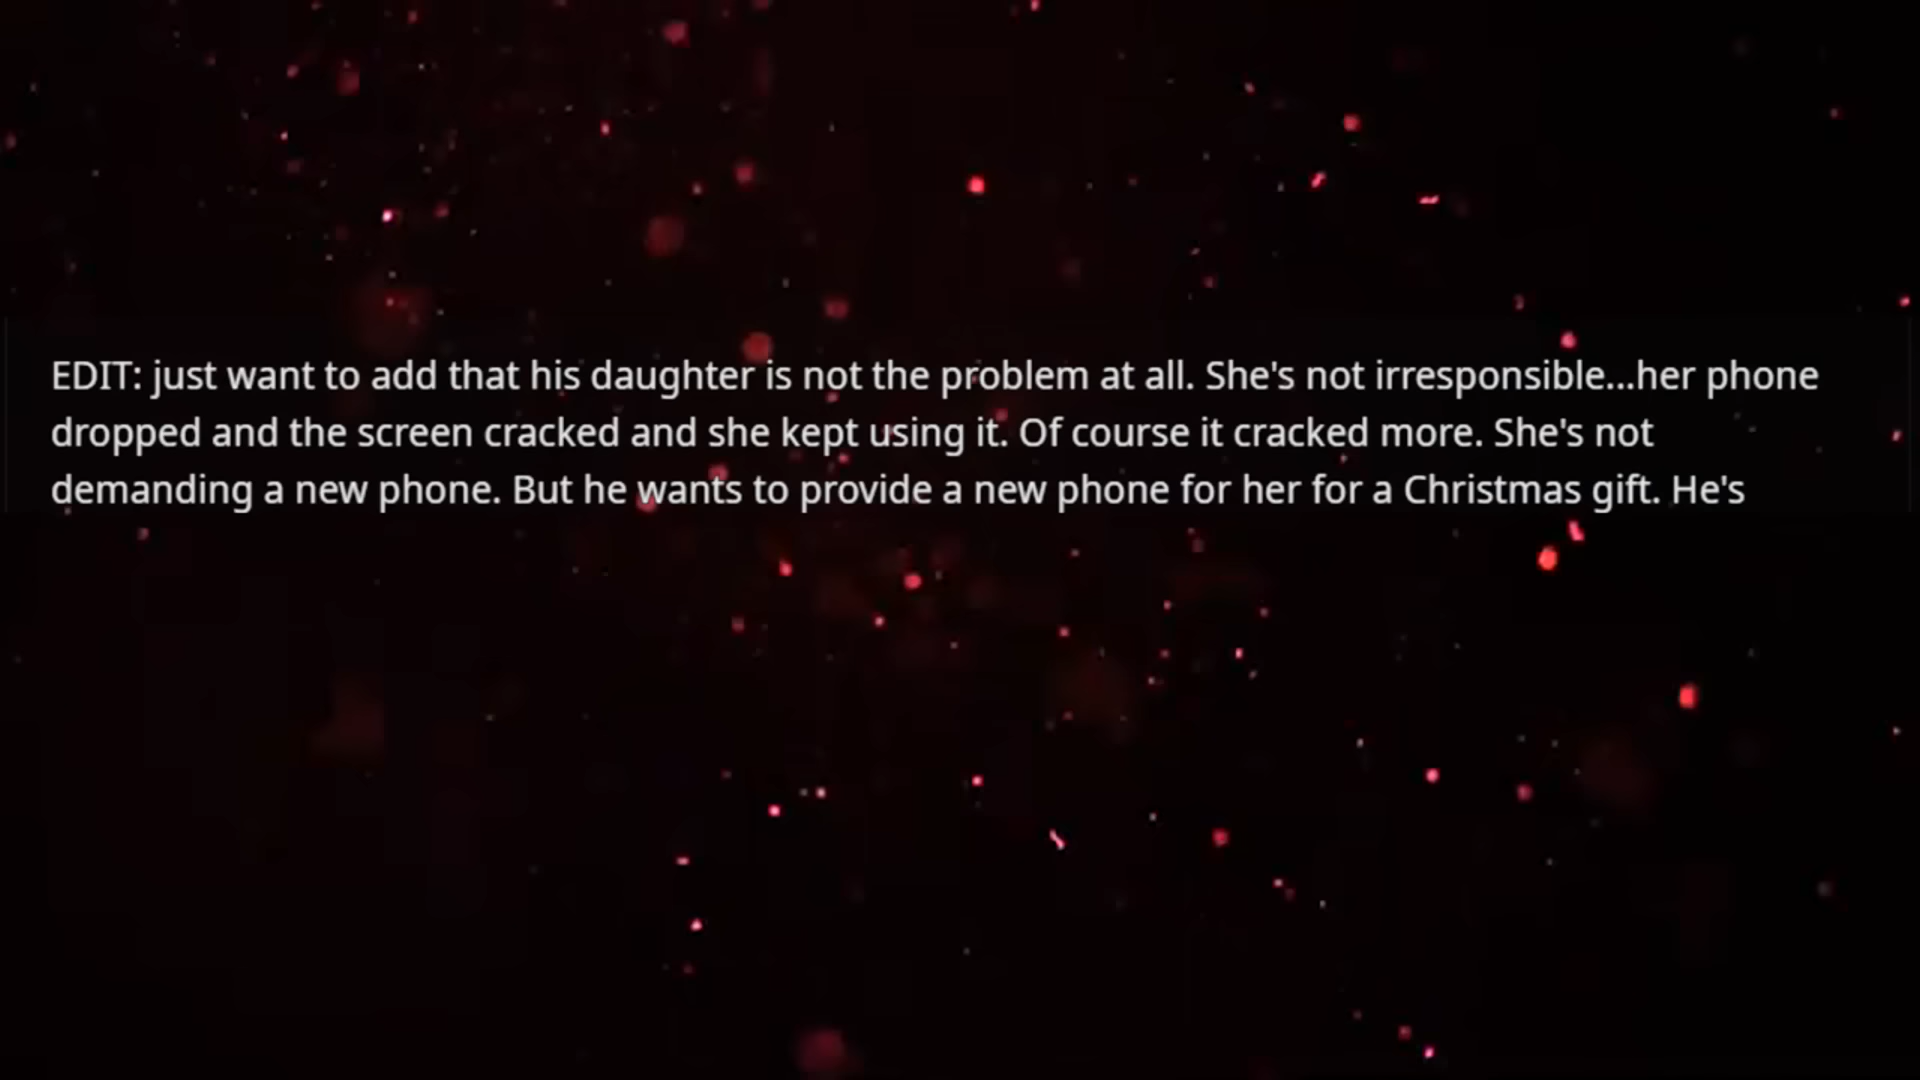 EDIT: just want to add that his daughter is not the problem at all. She's not irresponsible...her phone
dropped and the screen cracked and she kept using it. Of course it cracked more. She's not
demanding a new phone. But he wants to provide a new phone for her for a Christmas gift. He's